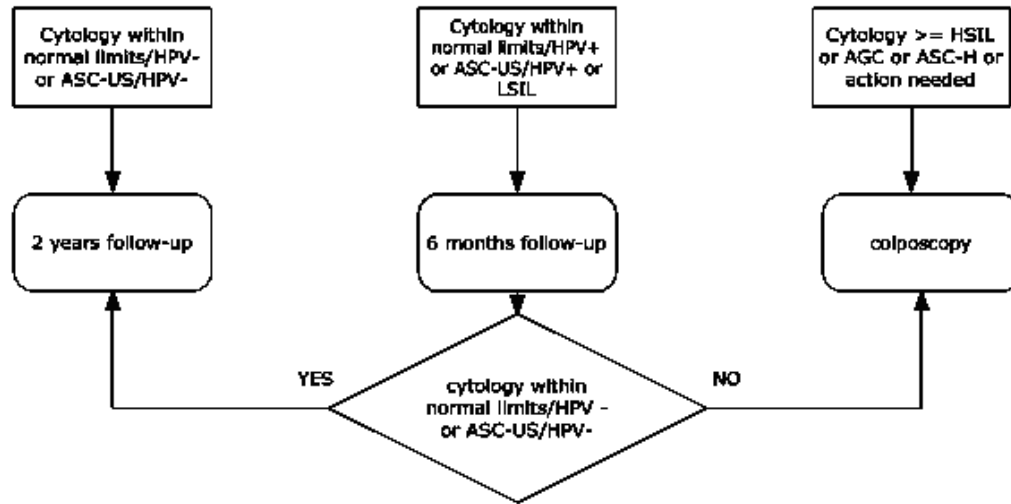 Cytology within
normal limits/HPV-
or ASC-US/HPV-
Cytology within
normal limits/HPV+
or ASC-US/HPV+ or
LSIL
Cytology >= HSIL
or AGC or ASC-H or
action needed
2 years follow-up
6 months follow-up
colposcopy
YES
NO
cytology within
normal limits/HPV -
or ASC-US/HPV-